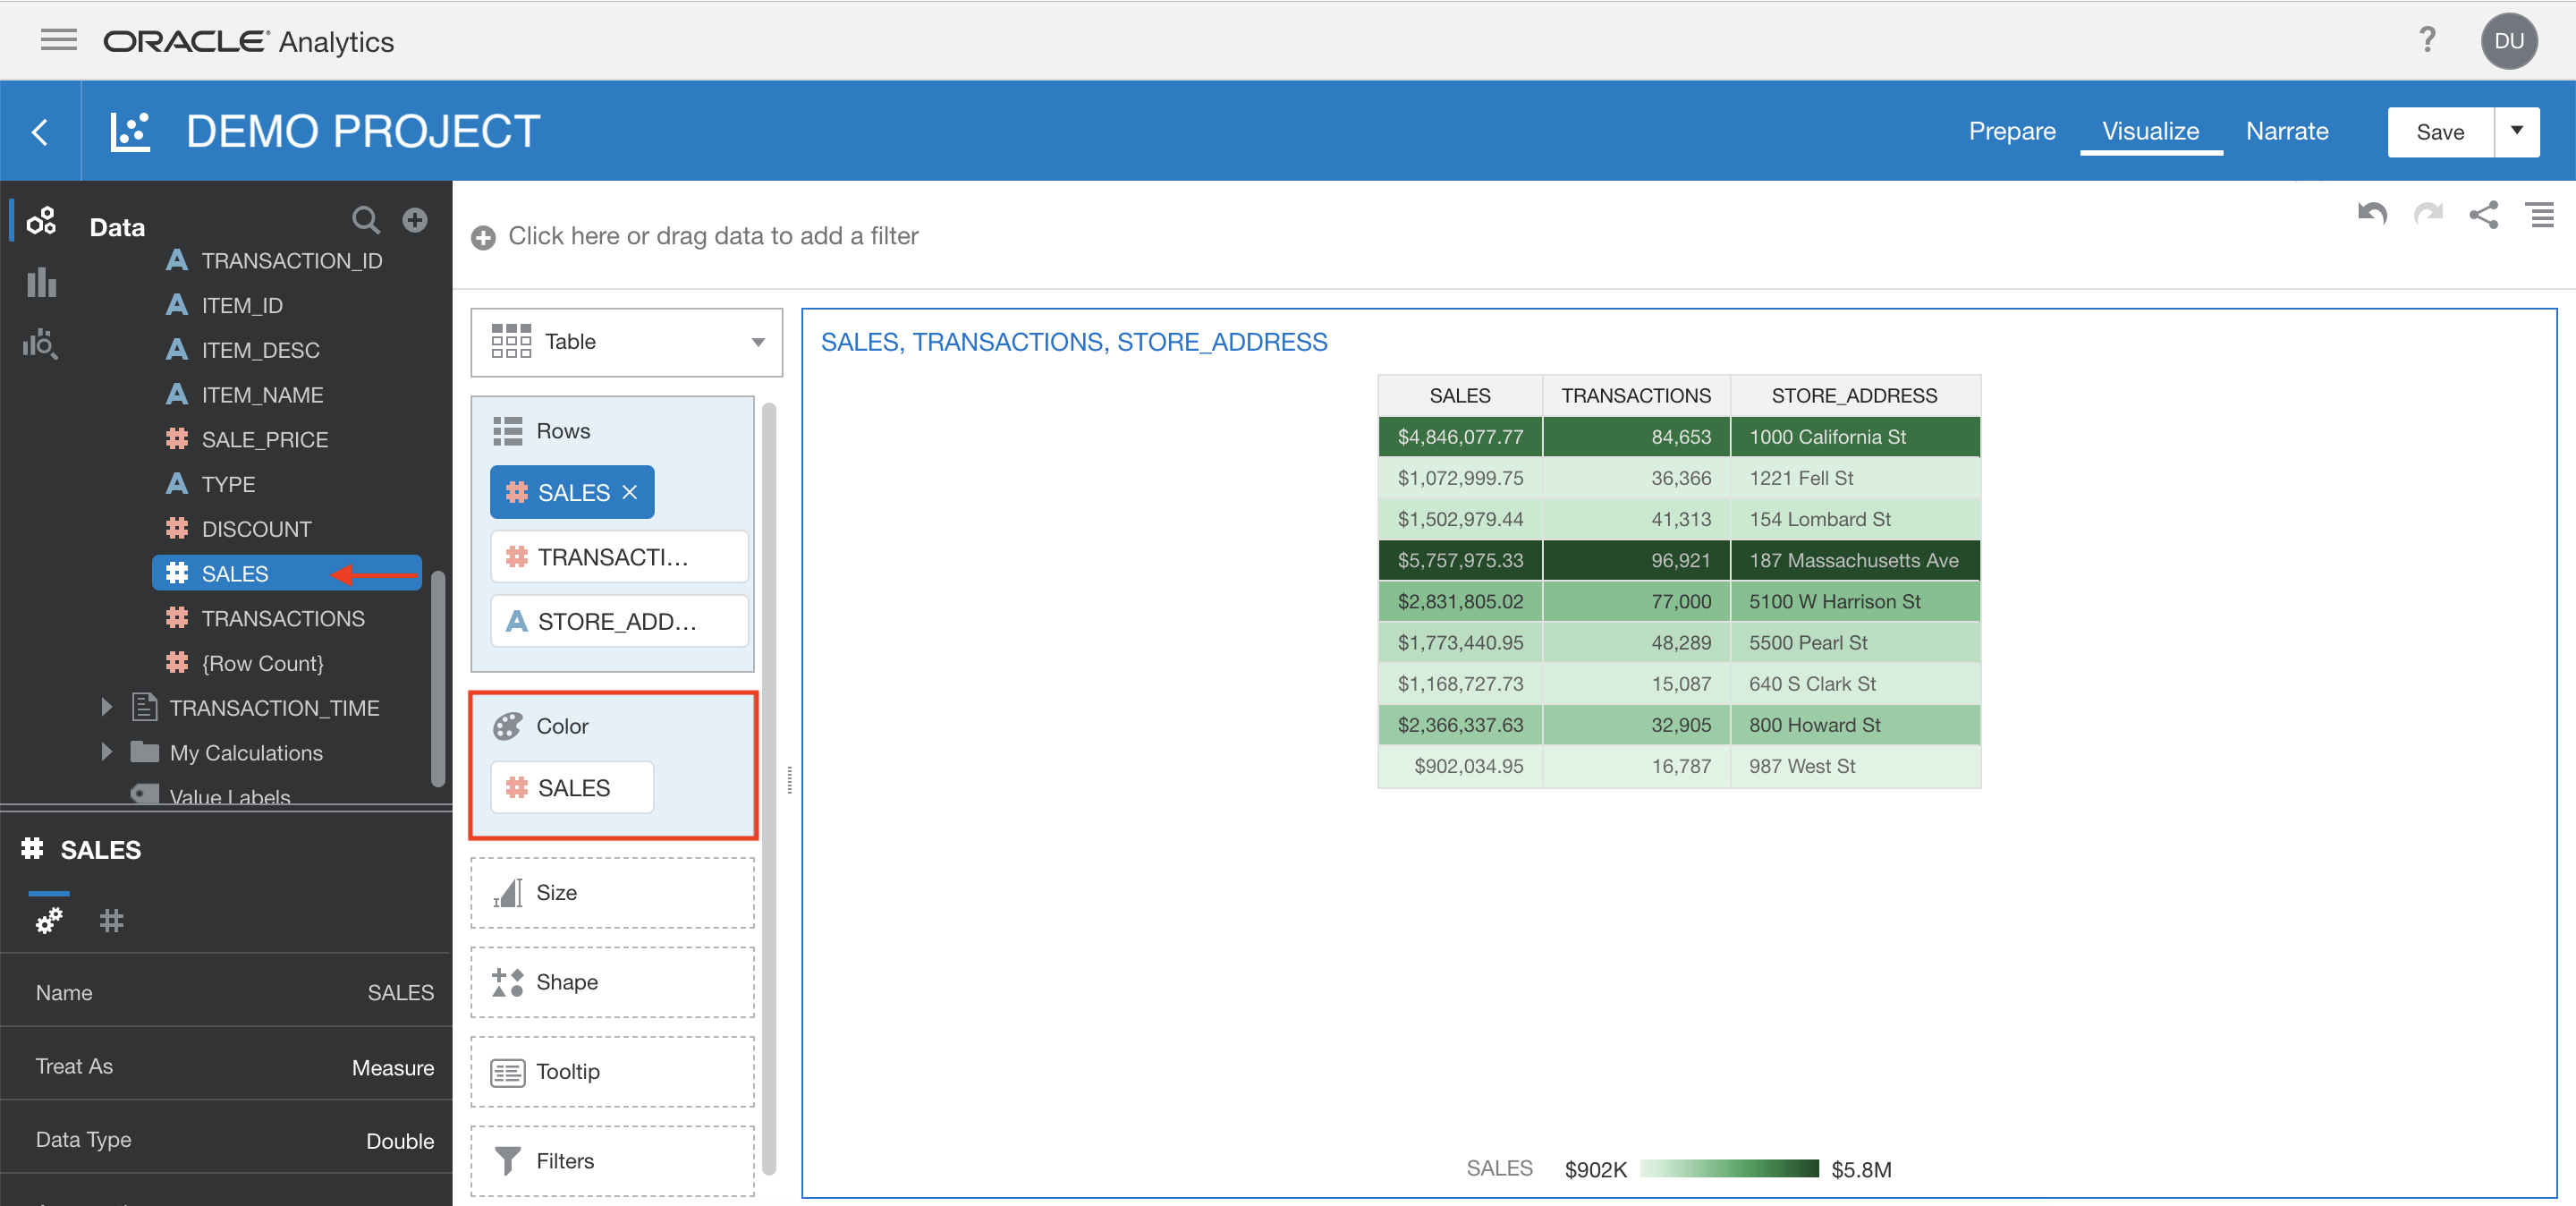 ORACLE Analytics
?
DU
DEMO PROJECT
Prepare
Visualize
Narrate
Save
Data
A TRANSACTION_ID
A ITEM_ID
A ITEM_DESC
A ITEM_NAME
# SALE_PRICE
A TYPE
# DISCOUNT
# SALES
# TRANSACTIONS
# {Row Count}
TRANSACTION_TIME
My Calculations
Value Labels
# SALES
#
Name SALES
Treat As Measure
Data Type Double
Click here or drag data to add a filter
Table
Rows
# SALES ×
# TRANSACTI...
A STORE_ADD...
Color
# SALES
Size
Shape
Tooltip
Filters
SALES, TRANSACTIONS, STORE_ADDRESS
SALES TRANSACTIONS STORE_ADDRESS
$4,846,077.77 84,653 1000 California St
$1,072,999.75 36,366 1221 Fell St
$1,502,979.44 41,313 154 Lombard St
$5,757,975.33 96,921 187 Massachusetts Ave
$2,831,805.02 77,000 5100 W Harrison St
$1,773,440.95 48,289 5500 Pearl St
$1,168,727.73 15,087 640 S Clark St
$2,366,337.63 32,905 800 Howard St
$902,034.95 16,787 987 West St
SALES $902K $5.8M